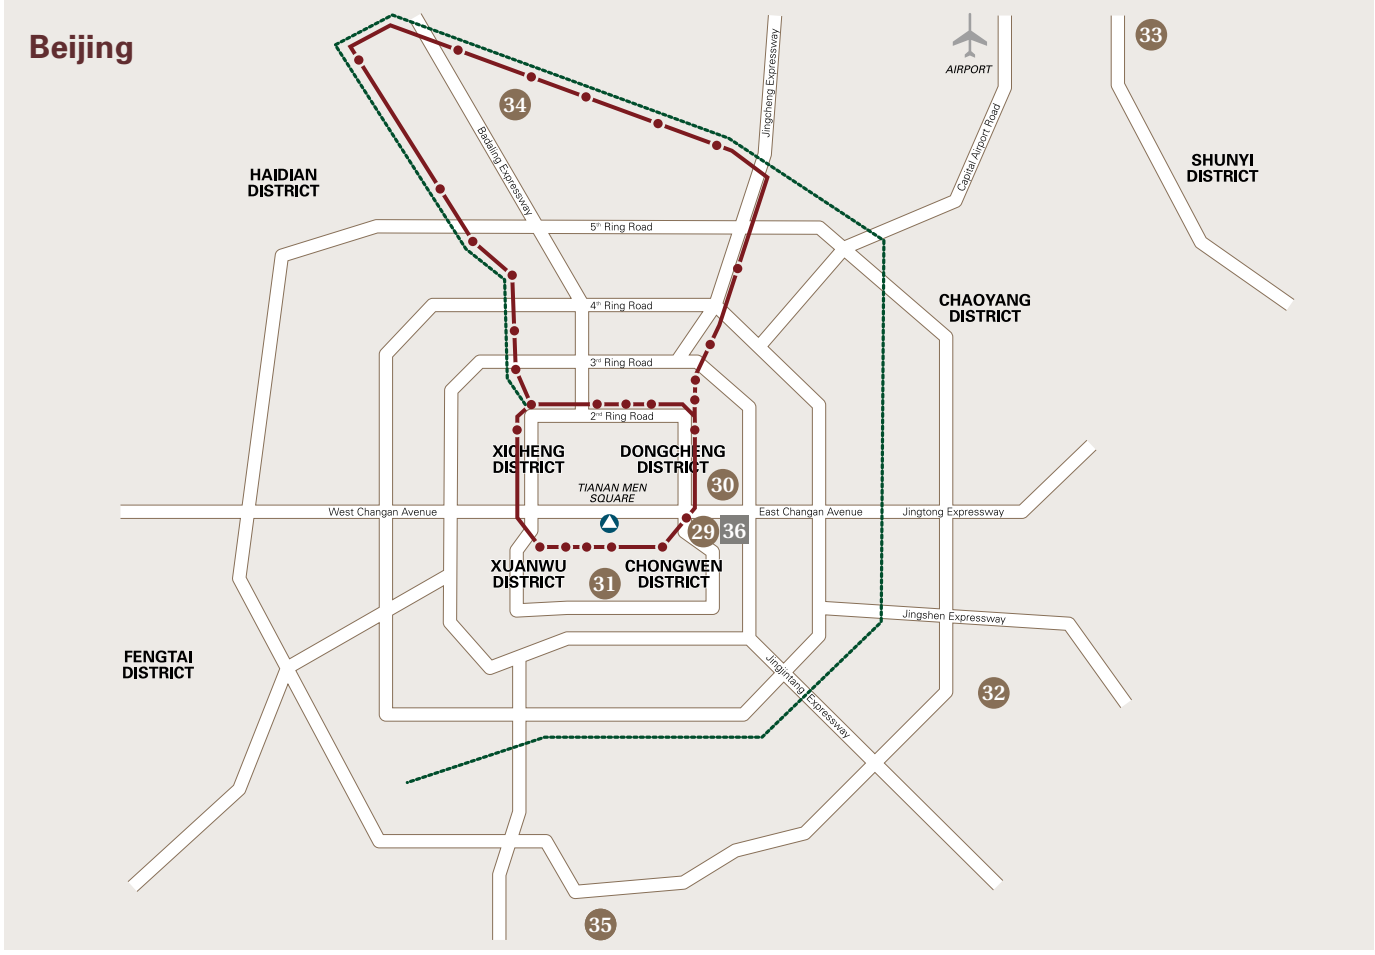 Beijing
33
AIRPORT
34
Jingcheng Expressway
Badaling Expressway
Capital Airport Road
SHUNYI
DISTRICT
HAIDIAN
DISTRICT
5th Ring Road
4th Ring Road
CHAOYANG
DISTRICT
3rd Ring Road
2nd Ring Road
XICHENG
DISTRICT
DONGCHENG
DISTRICT
TIANAN MEN
SQUARE
30
West Changan Avenue
East Changan Avenue
Jingtong Expressway
29
36
XUANWU
DISTRICT
31
CHONGWEN
DISTRICT
Jingshen Expressway
FENGTAI
DISTRICT
Jingjintang Expressway
32
35